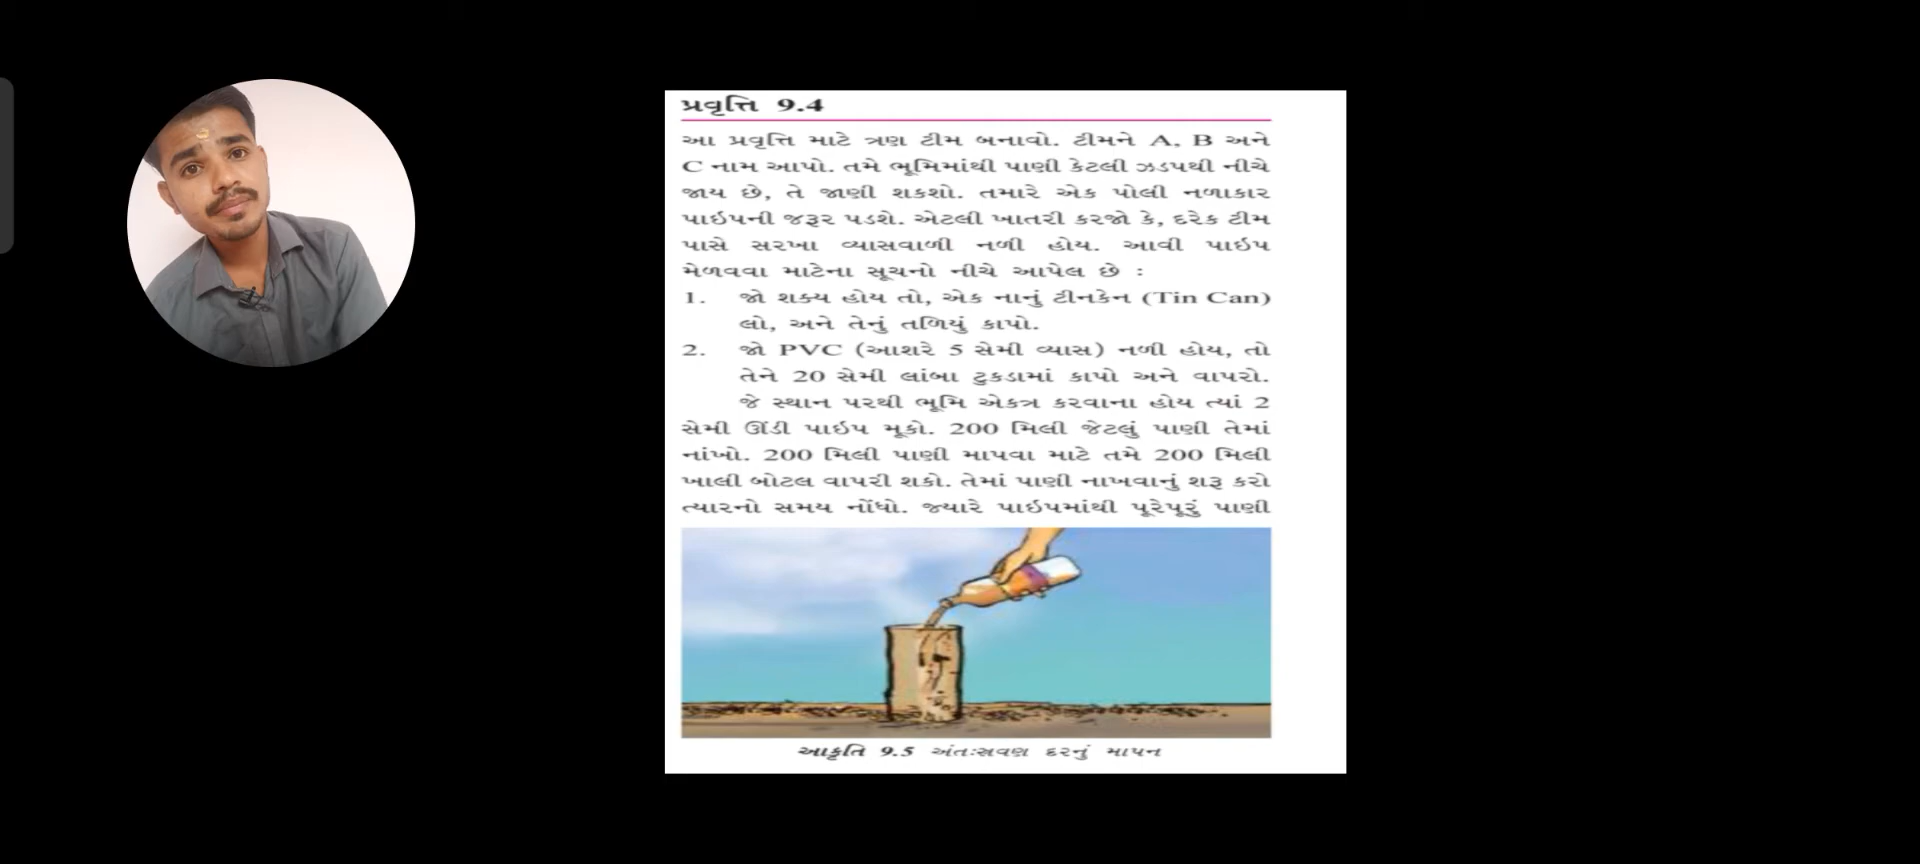 પ્રવૃત્તિ 9.4
આ પ્રવૃત્તિ માટે ત્રણ ટીમ બનાવો. ટીમને A, B અને
C નામ આપો. તમે ભૂમિમાંથી પાણી કેટલી ઝડપથી નીચે
જાય છે, તે જાણી શકશો. તમારે એક પોલી નળાકાર
પાઇપની જરૂર પડશે. એટલી ખાતરી કરજો કે, દરેક ટીમ
પાસે સરખા વ્યાસવાળી નળી હોય. આવી પાઇપ
મેળવવા માટેના સૂચનો નીચે આપેલ છે :
1. જો શક્ય હોય તો, એક નાનું ટીનકેન (Tin Can)
લો, અને તેનું તળિયું કાપો.
2. જો PVC (આશરે 5 સેમી વ્યાસ) નળી હોય, તો
તેને 20 સેમી લાંબા ટુકડામાં કાપો અને વાપરો.
જે સ્થાન પરથી ભૂમિ એકત્ર કરવાના હોય ત્યાં 2
સેમી ઊંડી પાઇપ મૂકો. 200 મિલી જેટલું પાણી તેમાં
નાંખો. 200 મિલી પાણી માપવા માટે તમે 200 મિલી
ખાલી બોટલ વાપરી શકો. તેમાં પાણી નાખવાનું શરૂ કરો
ત્યારનો સમય નોંધો. જ્યારે પાઇપમાંથી પૂરેપૂરું પાણી
આકૃતિ 9.5 અંતઃસ્રવણ દરનું માપન